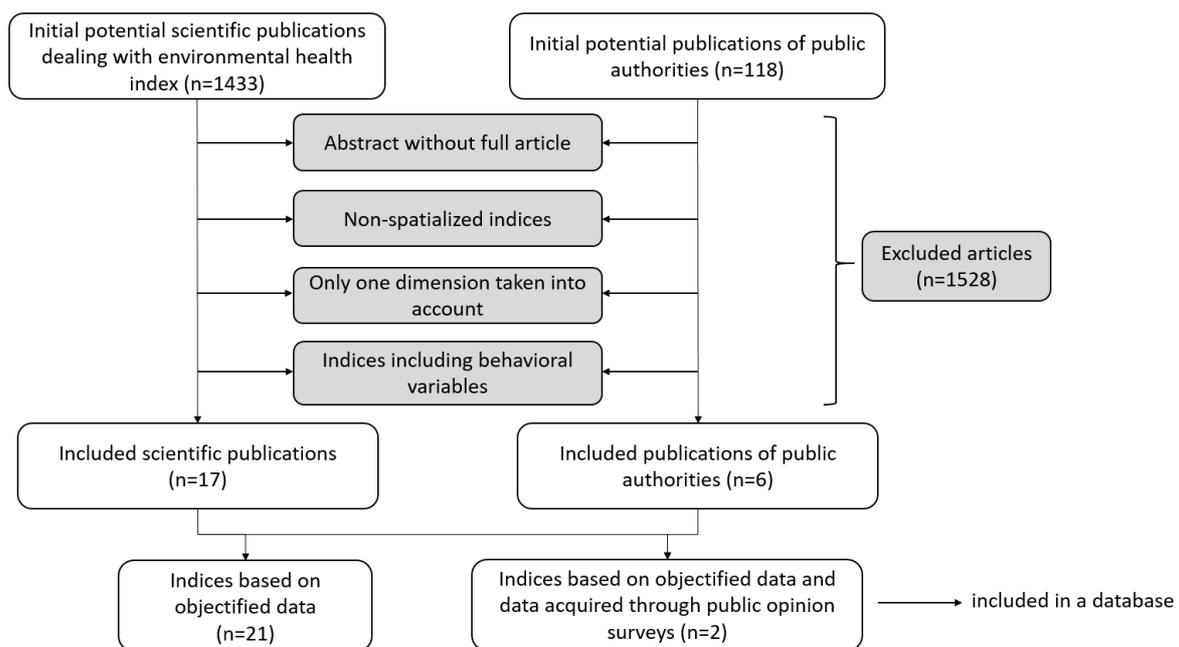 Initial potential scientific publications
dealing with environmental health
index (n=1433)
Initial potential publications of public
authorities (n=118)
Abstract without full article
Non-spatialized indices
Only one dimension taken into
account
Indices including behavioral
variables
Excluded articles
(n=1528)
Included scientific publications
(n=17)
Included publications of public
authorities (n=6)
Indices based on
objectified data
(n=21)
Indices based on objectified data and
data acquired through public opinion
surveys (n=2)
included in a database